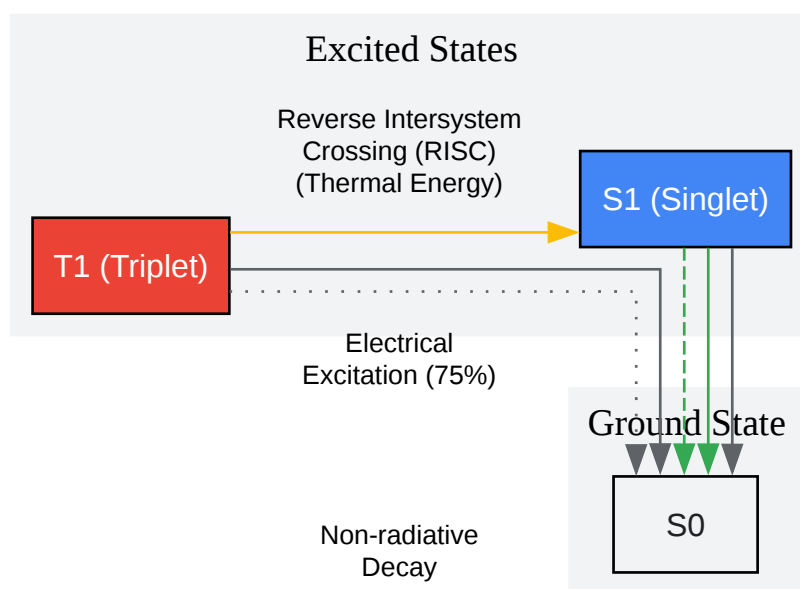 Excited States
Reverse Intersystem
Crossing (RISC)
(Thermal Energy)
S1 (Singlet)
T1 (Triplet)
Electrical
Excitation (75%)
Ground State
S0
Non-radiative
Decay